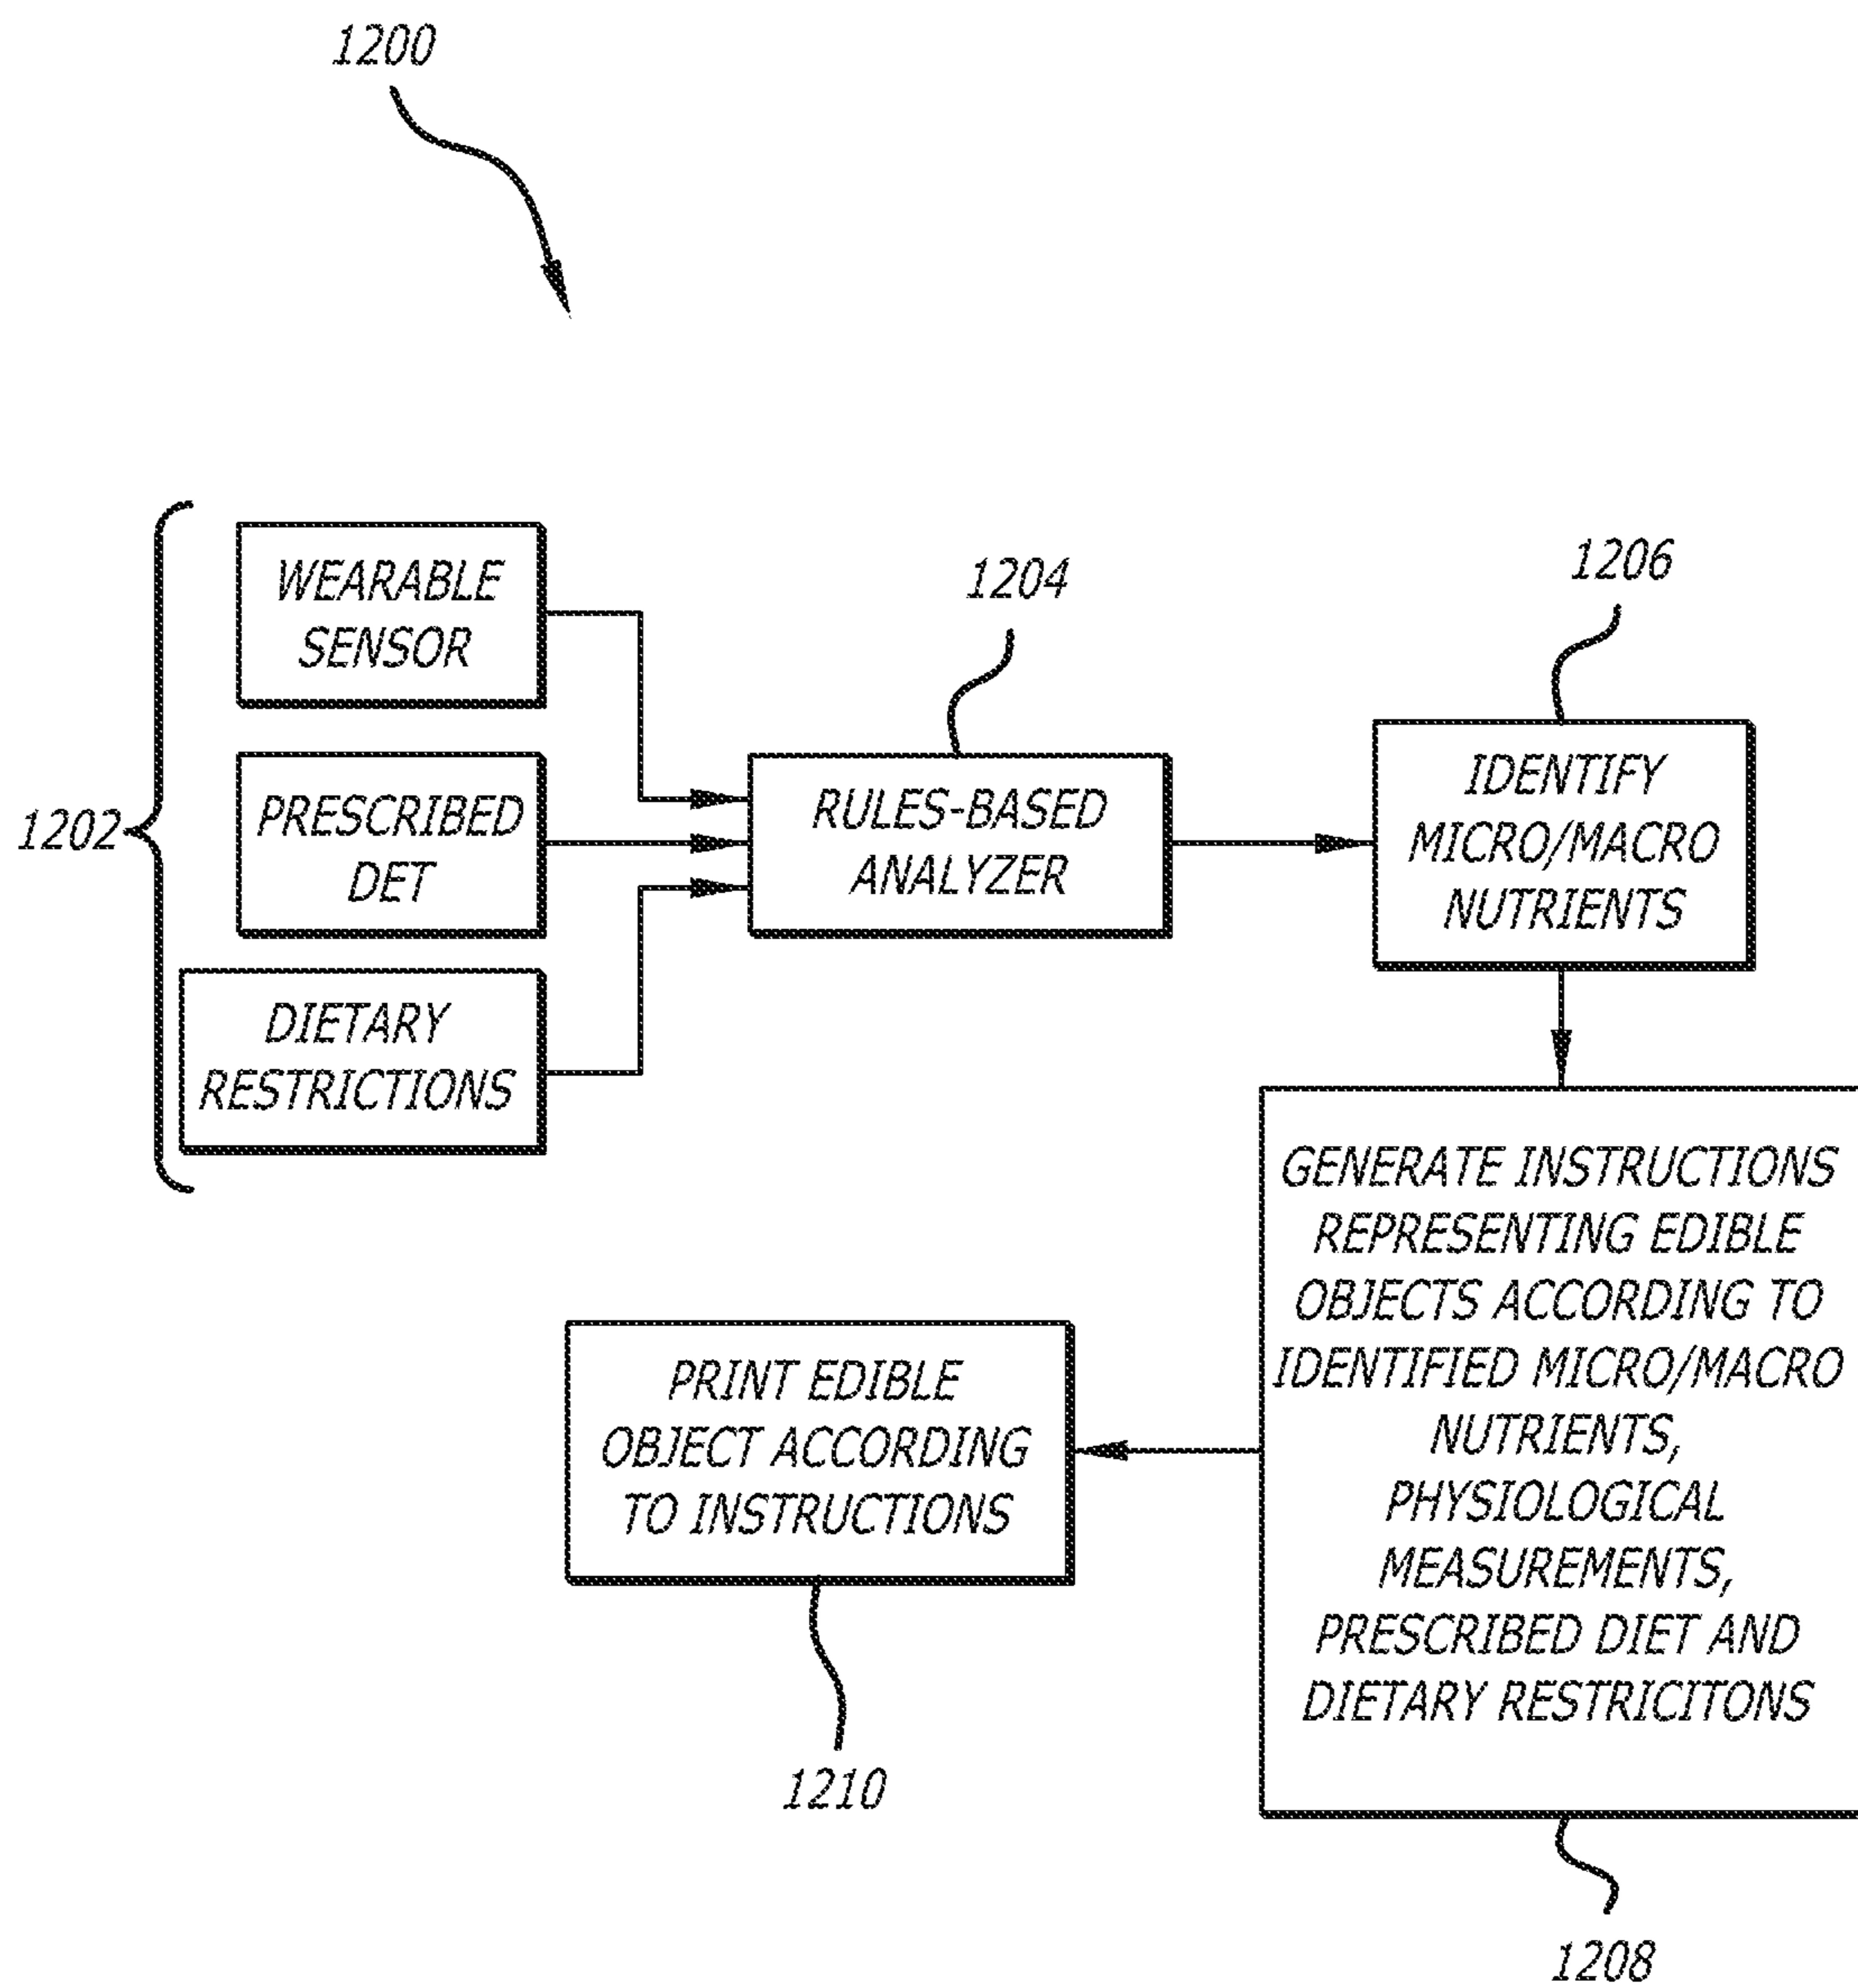 1200
WEARABLE
SENSOR
1204
1206
1202
PRESCRIBED
DET
RULES-BASED
ANALYZER
IDENTIFY
MICRO/MACRO
NUTRIENTS
DIETARY
RESTRICTIONS
GENERATE INSTRUCTIONS
REPRESENTING EDIBLE
OBJECTS ACCORDING TO
IDENTIFIED MICRO/MACRO
NUTRIENTS,
PHYSIOLOGICAL
MEASUREMENTS,
PRESCRIBED DIET AND
DIETARY RESTRICITONS
PRINT EDIBLE
OBJECT ACCORDING
TO INSTRUCTIONS
1210
1208